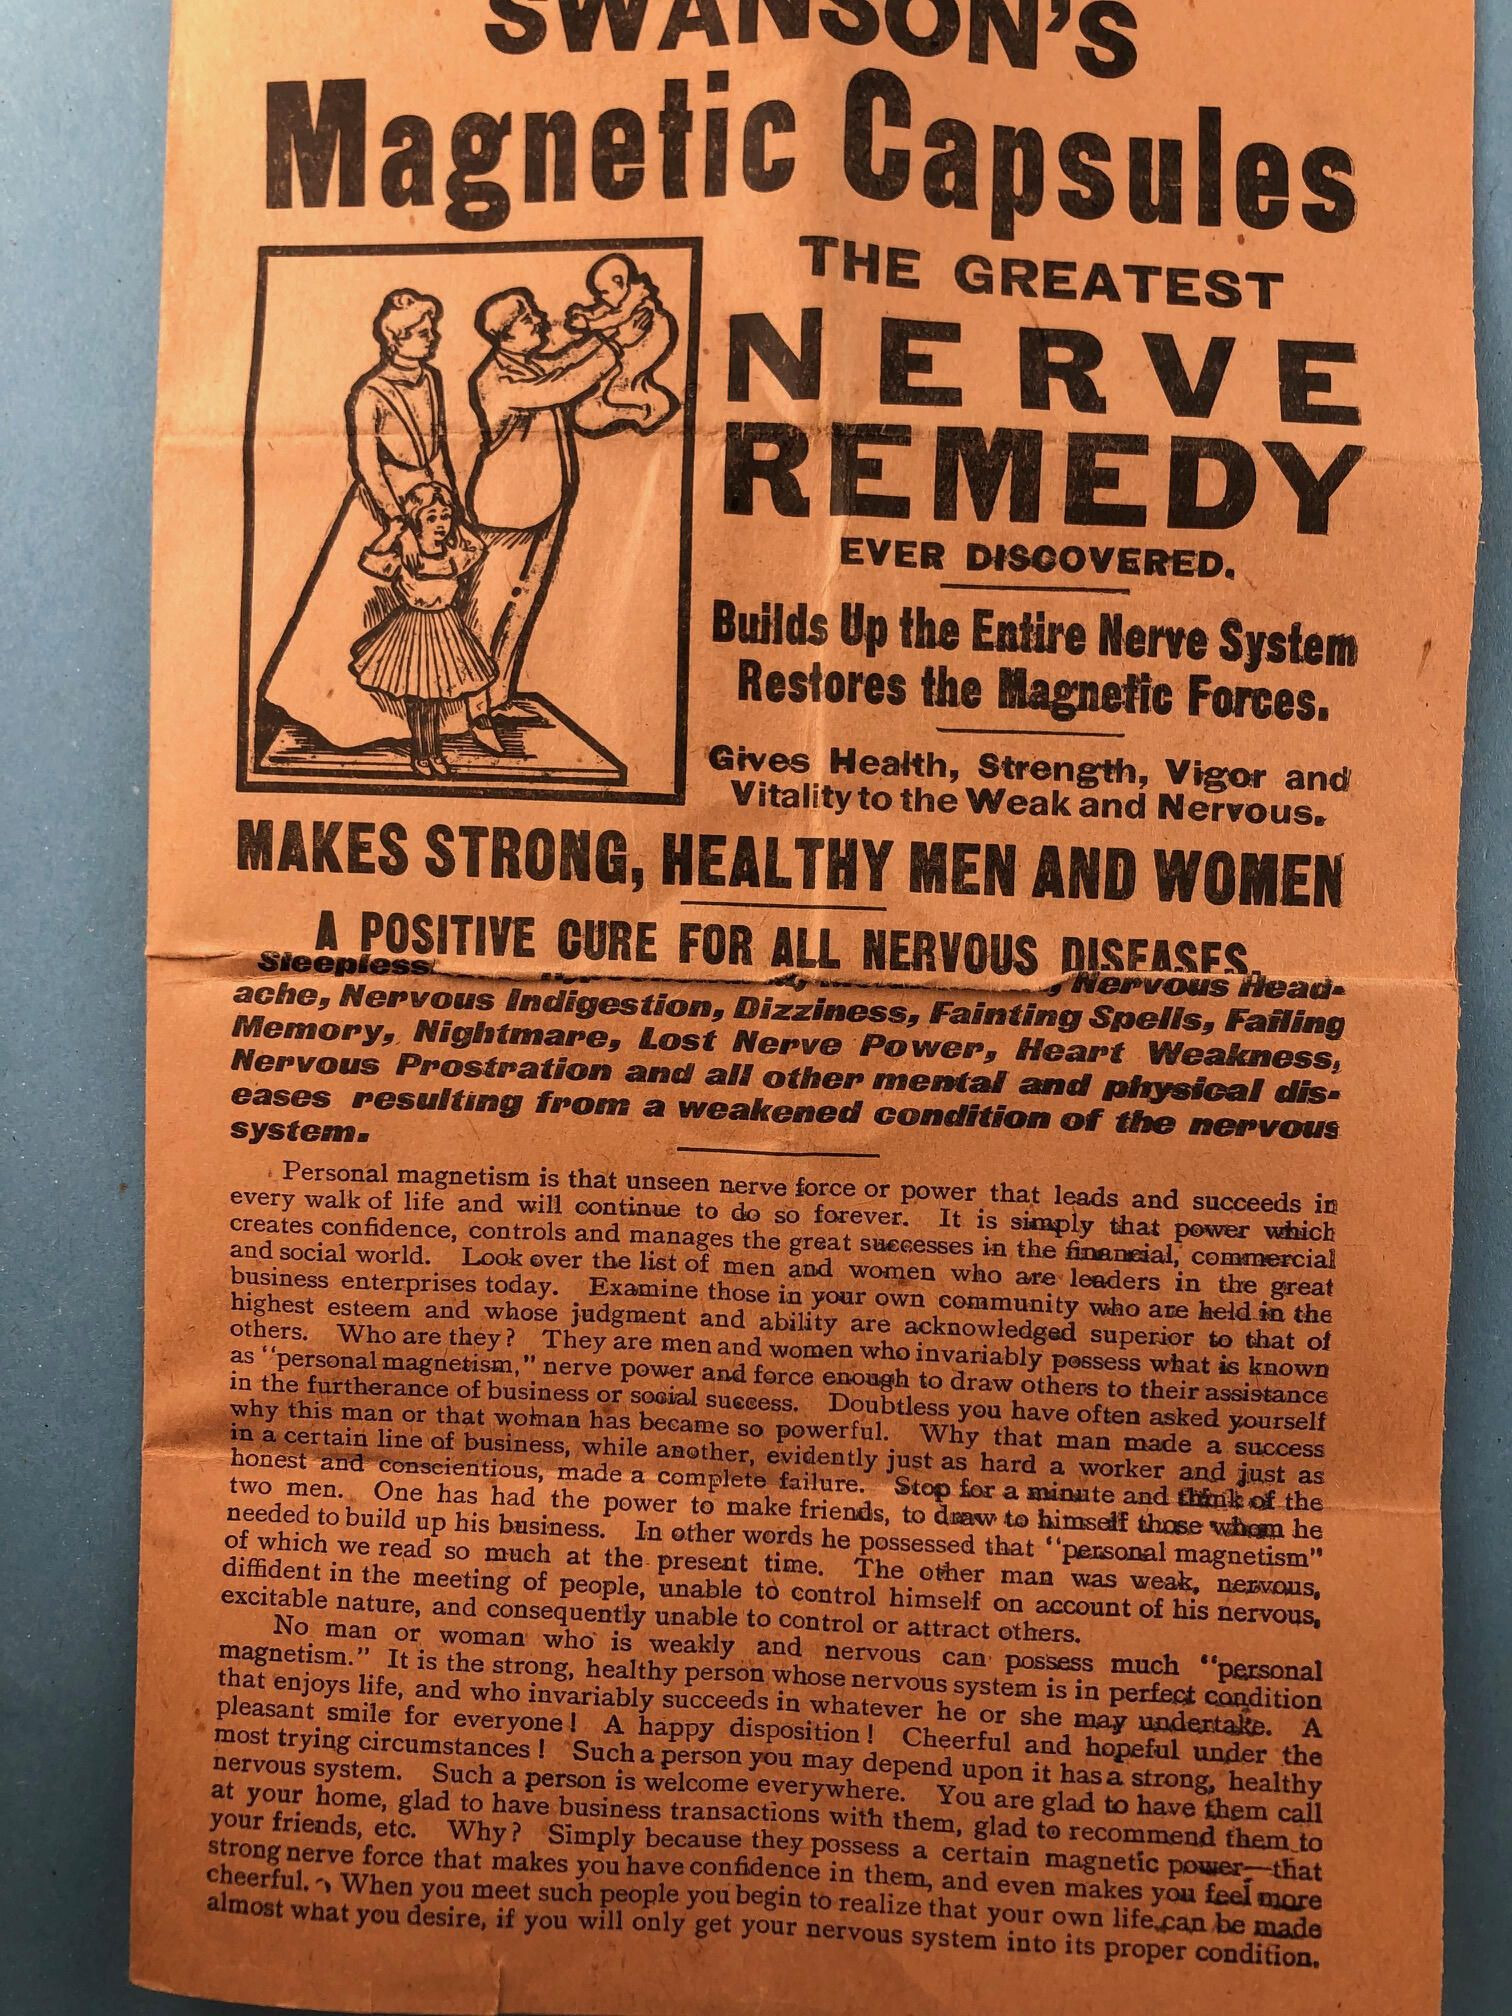 SWANSON'S
Magnetic Capsules
THE GREATEST
NERVE
REMEDY
EVER DISCOVERED.
Builds Up the Entire Nerve System
Restores the Magnetic Forces.
Gives Health, Strength, Vigor and
Vitality to the Weak and Nervous.
MAKES STRONG, HEALTHY MEN AND WOMEN
A POSITIVE CURE FOR ALL NERVOUS DISEASES,
Nervous Head-
ache, Nervous Indigestion, Dizziness, Fainting Spells, Failing
Memory, Nightmare, Lost Nerve Power, Heart Weakness,
Nervous Prostration and all other mental and physical dis-
eases resulting from a weakened condition of the nervous
system.
Personal magnetism is that unseen nerve force or power that leads and succeeds in
every walk of life and will continue to do so forever. It is simply that power which
creates confidence, controls and manages the great successes in the financial, commercial
and social world. Look over the list of men and women who are leaders in the great
business enterprises today. Examine those in your own community who are held in the
highest esteem and whose judgment and ability are acknowledged superior to that of
others. Who are they? They are men and women who invariably possess what is known
as "personal magnetism," nerve power and force enough to draw others to their assistance
in the furtherance of business or social success. Doubtless you have often asked yourself
why this man or that woman has became so powerful. Why that man made a success
in a certain line of business, while another, evidently just as hard a worker and just as
honest and conscientious, made a complete failure. Stop for a minute and think of the
two men. One has had the power to make friends, to draw to himself those whom he
needed to build up his business. In other words he possessed that "personal magnetism"
of which we read so much at the present time. The other man was weak, nervous,
diffident in the meeting of people, unable to control himself on account of his nervous,
excitable nature, and consequently unable to control or attract others.
No man or woman who is weakly and nervous can possess much "personal
magnetism." It is the strong, healthy person whose nervous system is in perfect condition
that enjoys life, and who invariably succeeds in whatever he or she may undertake. A
pleasant smile for everyone! A happy disposition! Cheerful and hopeful under the
most trying circumstances! Such a person you may depend upon it has a strong, healthy
nervous system. Such a person is welcome everywhere. You are glad to have them call
at your home, glad to have business transactions with them, glad to recommend them to
your friends, etc. Why? Simply because they possess a certain magnetic power—that
strong nerve force that makes you have confidence in them, and even makes you feel more
cheerful. When you meet such people you begin to realize that your own life can be made
almost what you desire, if you will only get your nervous system into its proper condition.